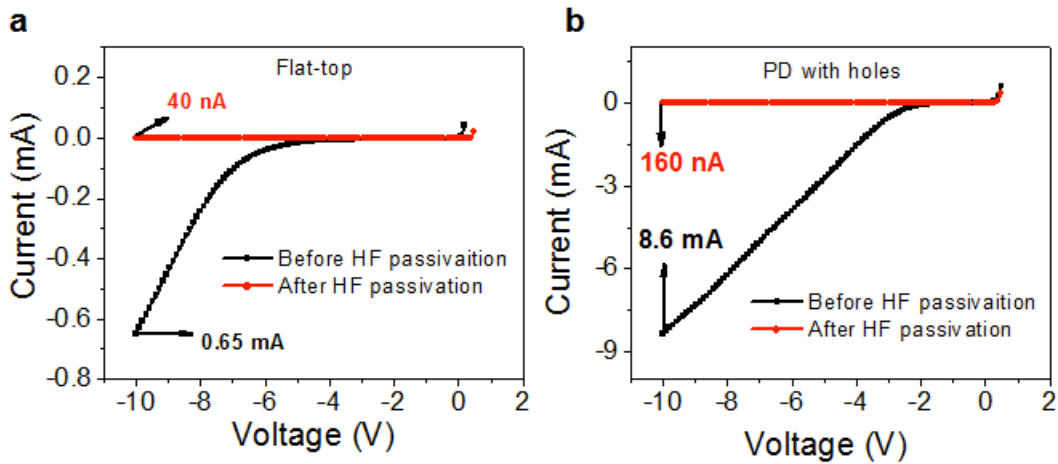 a
Flat-top
40 nA
0.2
0.0
-0.2
-0.4
-0.6
-0.8
Current (mA)
Before HF passivaition
After HF passivation
0.65 mA
-10
-8
-6
-4
-2
0
2
Voltage (V)
b
PD with holes
160 nA
8.6 mA
0
-3
-6
-9
Current (mA)
Before HF passivaition
After HF passivation
-10
-8
-6
-4
-2
0
2
Voltage (V)